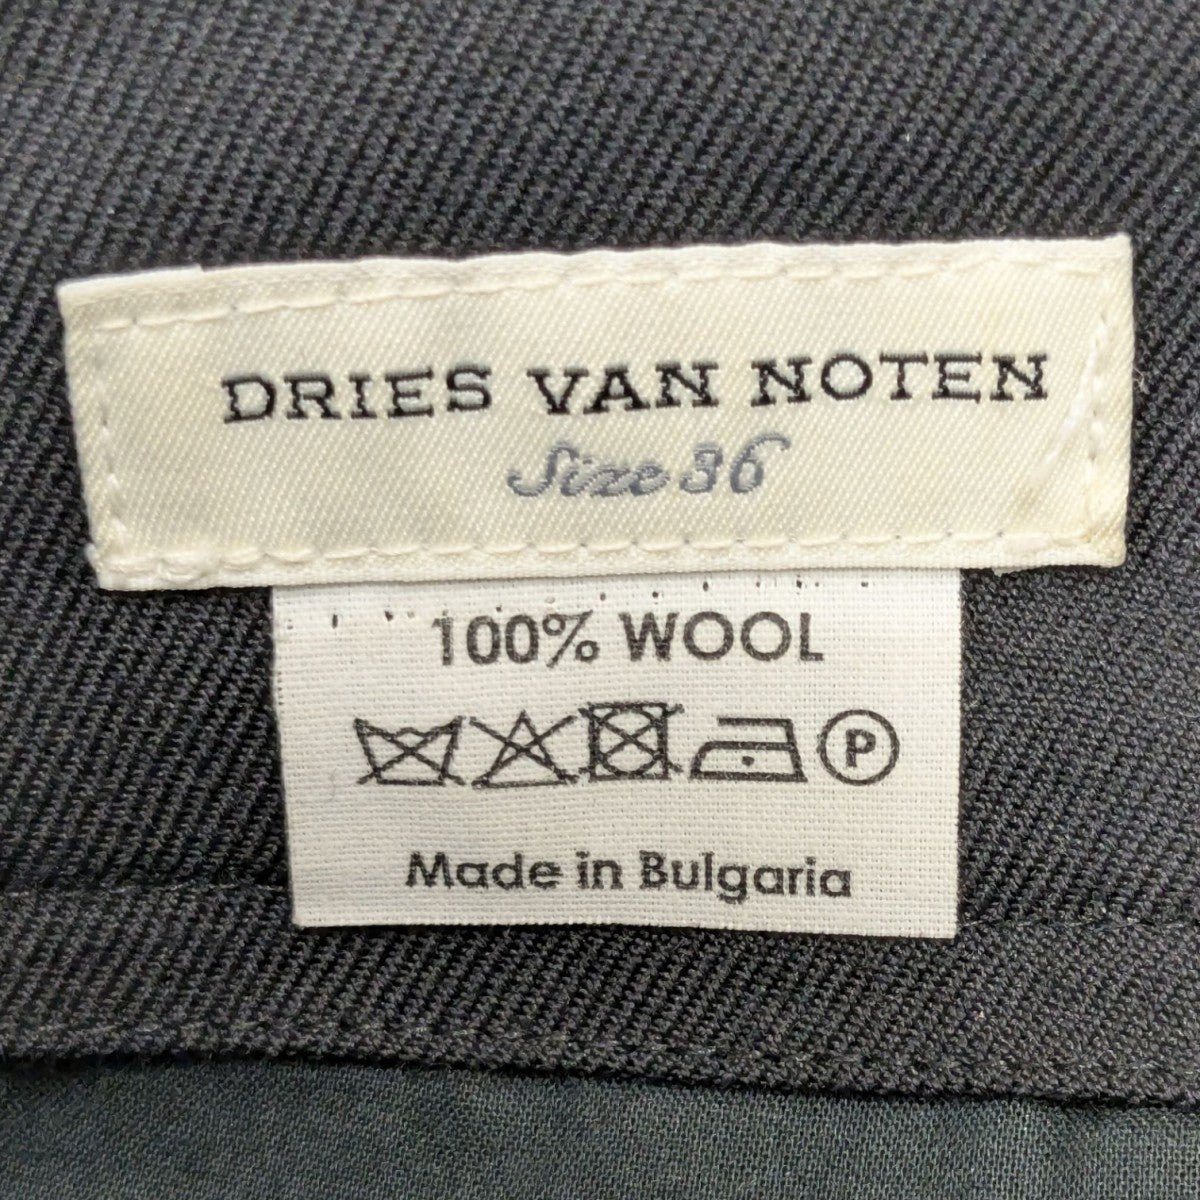 DRIES VAN NOTEN
Size 36
100% WOOL
P
Made in Bulgaria